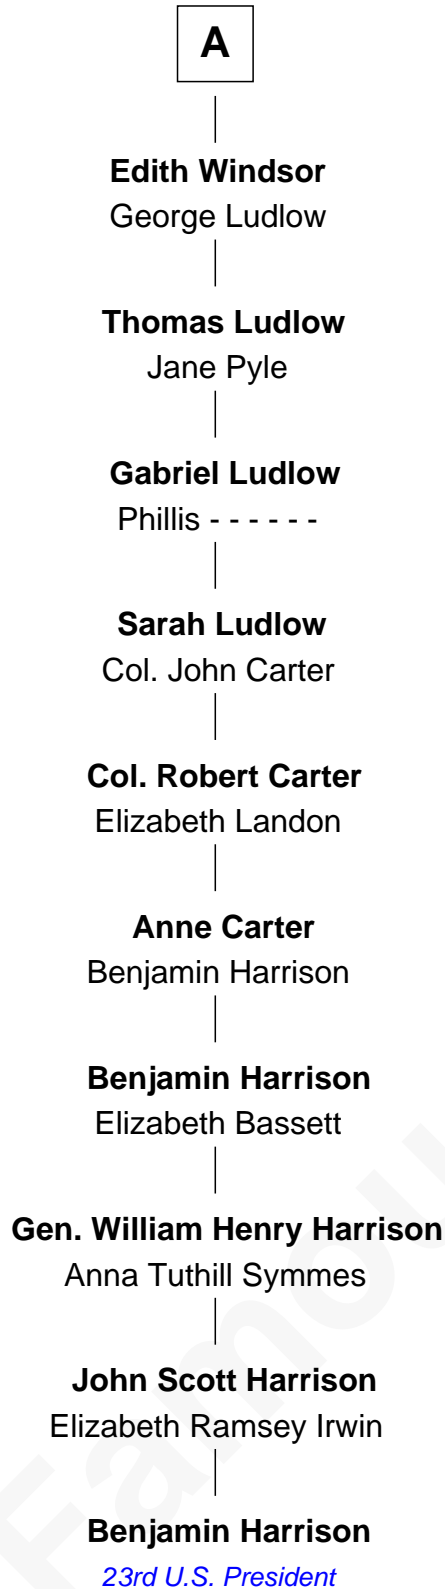 A
Edith Windsor
George Ludlow
Thomas Ludlow
Jane Pyle
Gabriel Ludlow
Phillis - - - - - -
Sarah Ludlow
Col. John Carter
Col. Robert Carter
Elizabeth Landon
Anne Carter
Benjamin Harrison
Benjamin Harrison
Elizabeth Bassett
Gen. William Henry Harrison
Anna Tuthill Symmes
John Scott Harrison
Elizabeth Ramsey Irwin
Benjamin Harrison
23rd U.S. President